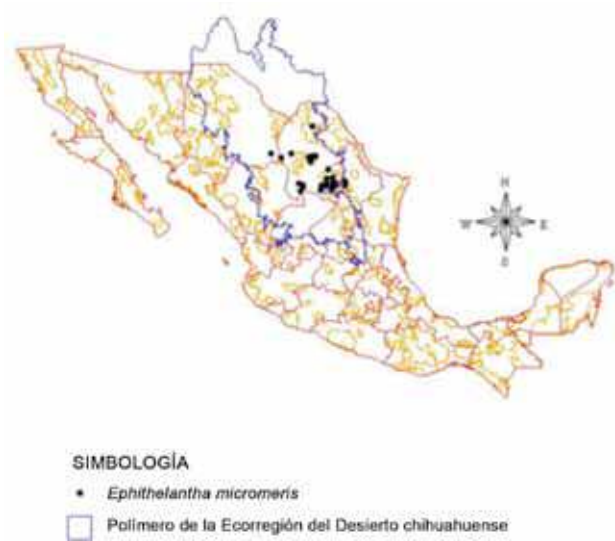 N
W E
S
SIMBOLOGÍA
Ephithelantha micromeris
Polímero de la Ecorregión del Desierto chihuahuense